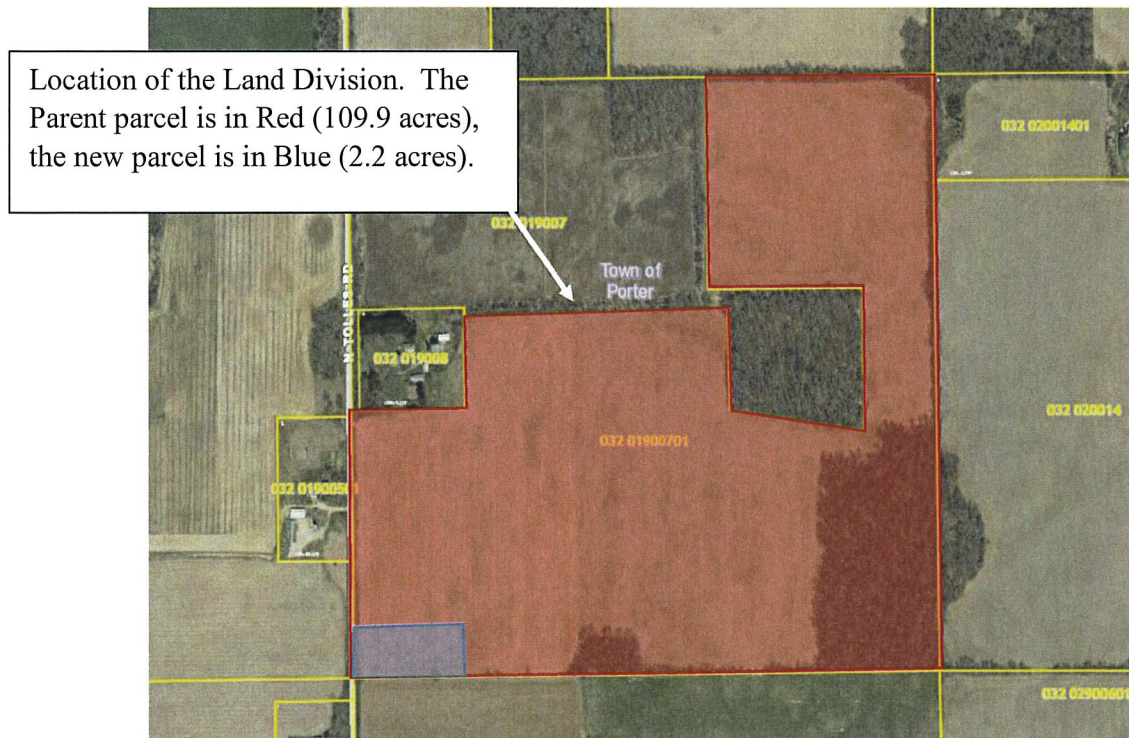 Location of the Land Division. The
Parent parcel is in Red (109.9 acres),
the new parcel is in Blue (2.2 acres).
032 02001401
032 019007
Town of
Porter
N TOLLES RD
032 019008
032 020014
032 01900701
032 02900601